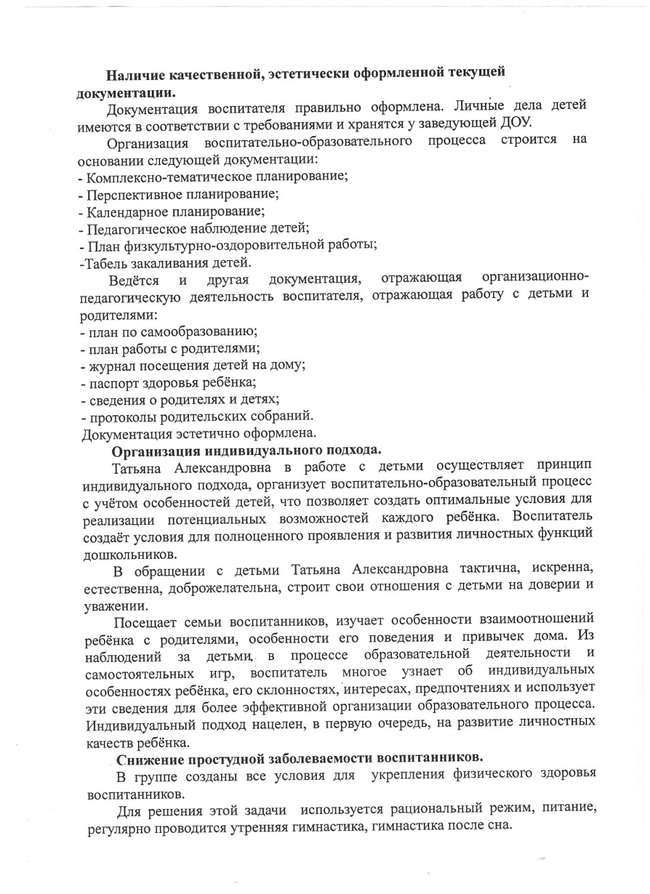 Наличие качественной, эстетически оформленной текущей
документации.
Документация воспитателя правильно оформлена. Личные дела детей
имеются в соответствии с требованиями и хранятся у заведующей ДОУ.
Организация воспитательно-образовательного процесса строится на
основании следующей документации:
- Комплексно-тематическое планирование;
- Перспективное планирование;
- Календарное планирование;
- Педагогическое наблюдение детей;
- План физкультурно-оздоровительной работы;
-Табель закаливания детей.
Ведётся и другая документация, отражающая организационно-
педагогическую деятельность воспитателя, отражающая работу с детьми и
родителями:
- план по самообразованию;
- план работы с родителями;
- журнал посещения детей на дому;
- паспорт здоровья ребёнка;
- сведения о родителях и детях;
- протоколы родительских собраний.
Документация эстетично оформлена.
Организация индивидуального подхода.
Татьяна Александровна в работе с детьми осуществляет принцип
индивидуального подхода, организует воспитательно-образовательный процесс
с учётом особенностей детей, что позволяет создать оптимальные условия для
реализации потенциальных возможностей каждого ребёнка. Воспитатель
создаёт условия для полноценного проявления и развития личностных функций
дошкольников.
В обращении с детьми Татьяна Александровна тактична, искренна,
естественна, доброжелательна, строит свои отношения с детьми на доверии и
уважении.
Посещает семьи воспитанников, изучает особенности взаимоотношений
ребёнка с родителями, особенности его поведения и привычек дома. Из
наблюдений за детьми, в процессе образовательной деятельности и
самостоятельных игр, воспитатель многое узнает об индивидуальных
особенностях ребёнка, его склонностях, интересах, предпочтениях и использует
эти сведения для более эффективной организации образовательного процесса.
Индивидуальный подход нацелен, в первую очередь, на развитие личностных
качеств ребёнка.
Снижение простудной заболеваемости воспитанников.
В группе созданы все условия для укрепления физического здоровья
воспитанников.
Для решения этой задачи используется рациональный режим, питание,
регулярно проводится утренняя гимнастика, гимнастика после сна.